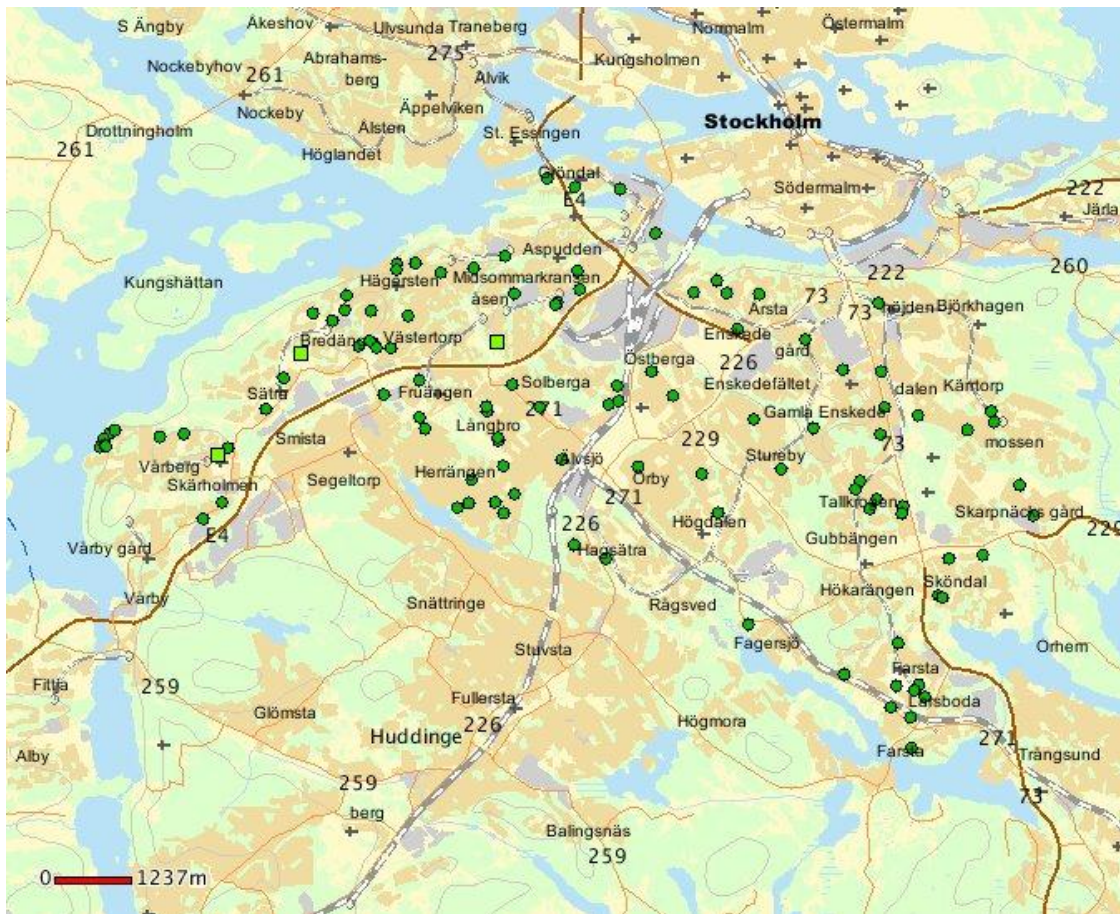 S Ängby
Åkeshov
Ulvsunda
Traneberg
Norrmalm
Östermalm
Nockebyhov
261
Abrahams-
berg
275
Alvik
Kungsholmen
Nockeby
Äppelviken
Drottningholm
Ålsten
St. Essingen
Stockholm
261
Höglandet
Gröndal
E4
Södermalm
222
Järla
Aspudden
Kungshättan
Hägersten
Midsommarkransen
åsen
222
260
73
73
höjden
Björkhagen
Årsta
Bredäng
Västertorp
Enskede
gård
Östberga
226
Sätra
Fruängen
Solberga
Enskedefältet
dalen
Kärrtorp
271
Gamla Enskede
Smista
Långbro
229
73
mossen
Vårberg
Herrängen
Älvsjö
Stureby
Skärholmen
Segeltorp
Örby
271
Tallkrogen
Skarpnäcks gård
E4
226
Högdalen
229
Vårby gård
Hagsätra
Gubbängen
Sköndal
Vårby
Snättringe
Rågsved
Hökarängen
Stuvsta
Fagersjö
Orhem
Fittja
259
Farsta
Fullersta
Larsboda
Glömsta
226
Högmora
Huddinge
271
Alby
Farsta
Trångsund
259
73
berg
Balingsnäs
259
0
1237m